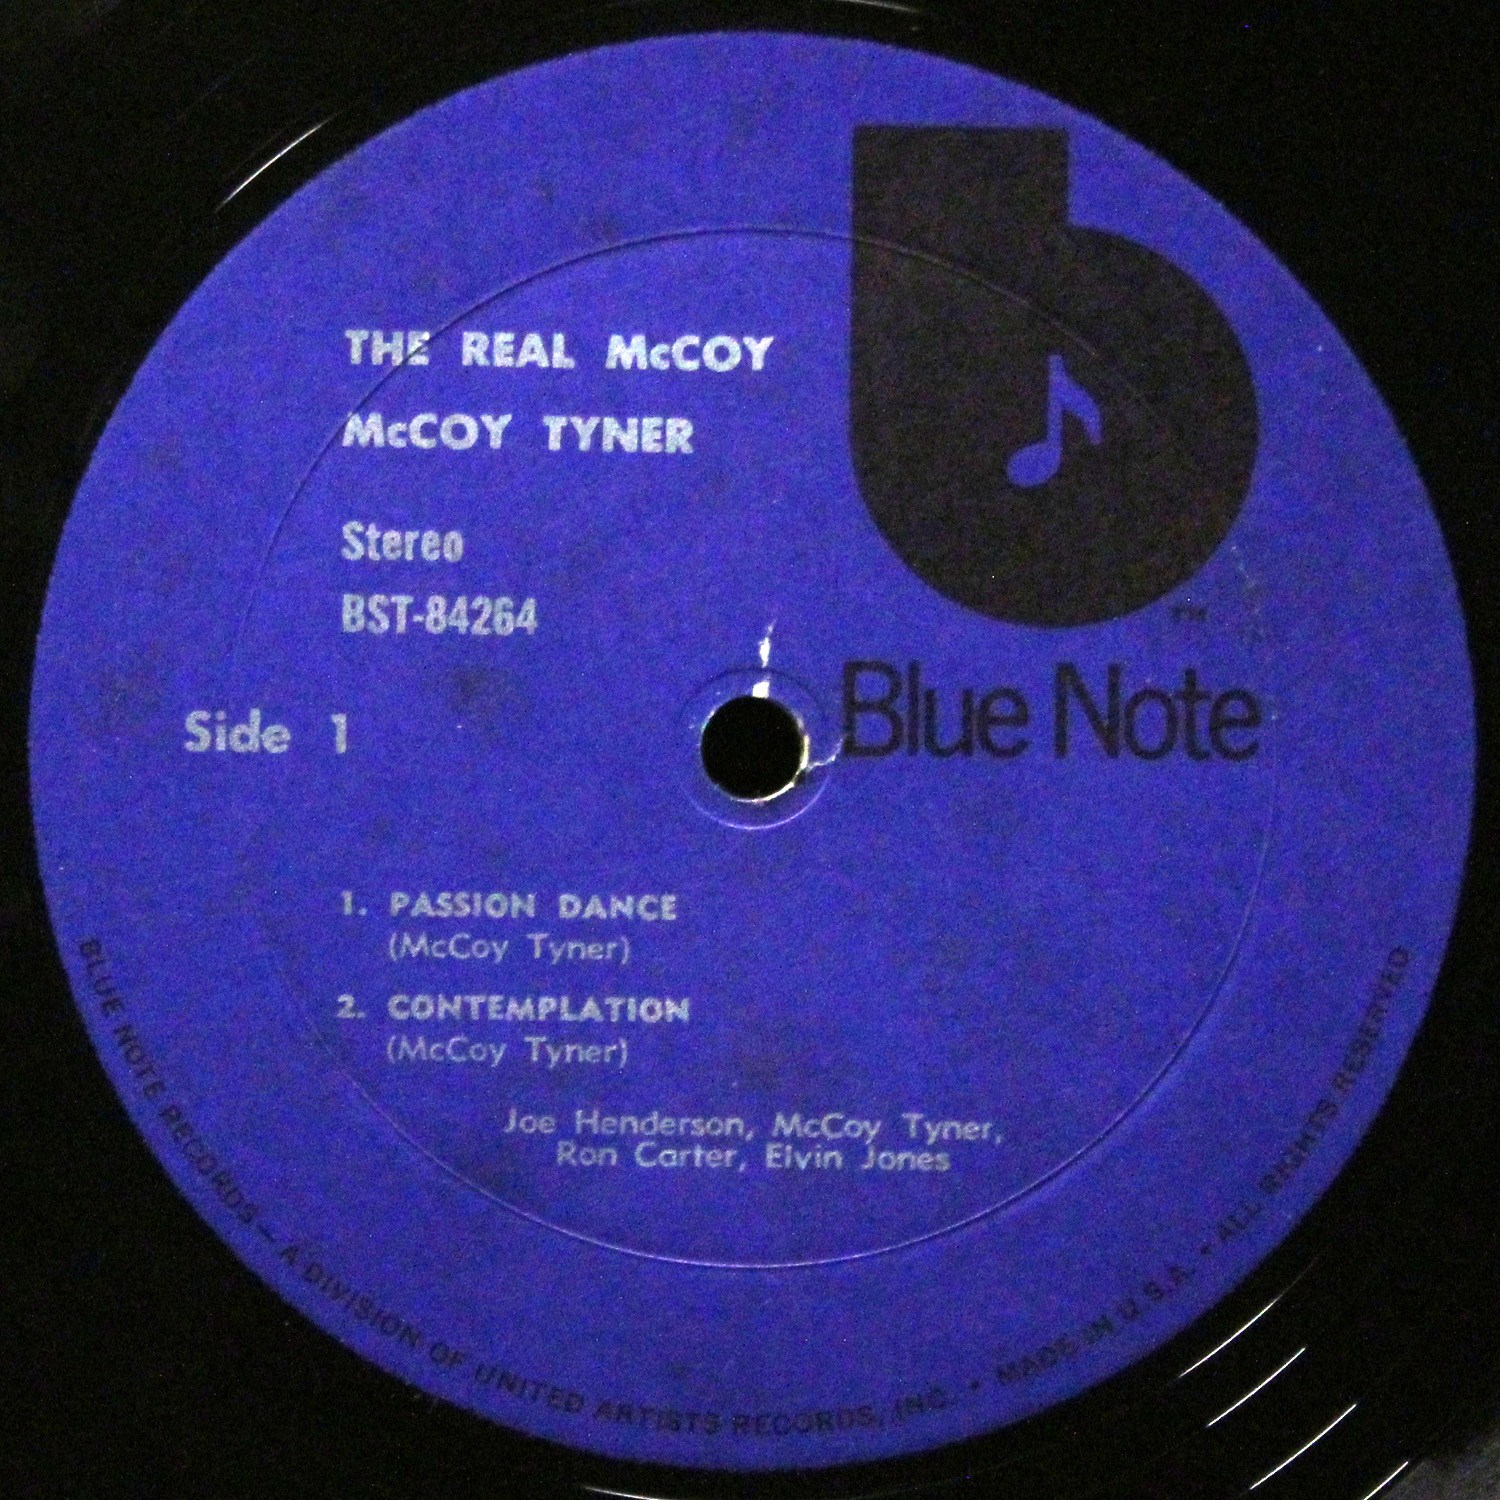 THE REAL McCOY
McCOY TYNER
Stereo
BST-84264
TM
Side 1
Blue Note
1. PASSION DANCE
(McCoy Tyner)
2. CONTEMPLATION
(McCoy Tyner)
Joe Henderson, McCoy Tyner,
Ron Carter, Elvin Jones
BLUE NOTE RECORDS — A DIVISION OF UNITED ARTISTS RECORDS, INC. • MADE IN U.S.A. • ALL RIGHTS RESERVED